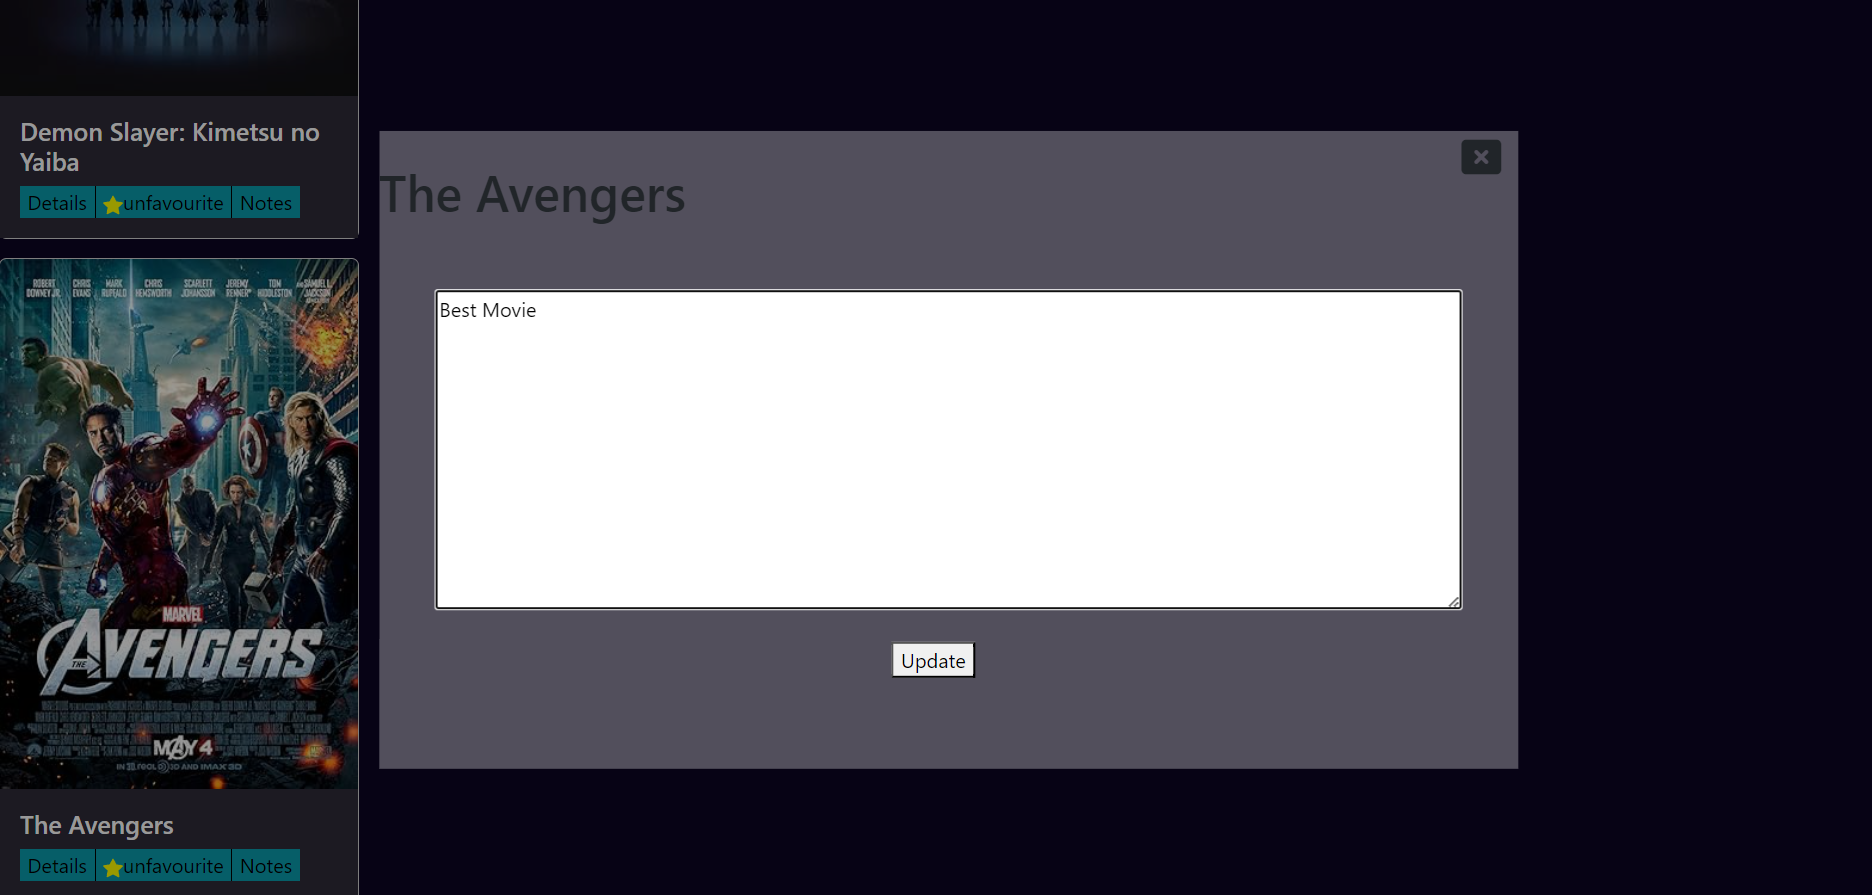 Demon Slayer: Kimetsu no
Yaiba
Details
unfavourite
Notes
ROBERT DOWNEY JR.
CHRIS EVANS
MARK RUFFALO
CHRIS HEMSWORTH
SCARLETT JOHANSSON
JEREMY RENNER
TOM HIDDLESTON
AND SAMUEL L. JACKSON
MARVEL
THE AVENGERS
MAY 4
IN REAL D 3D AND IMAX 3D
The Avengers
Details
unfavourite
Notes
The Avengers
Best Movie
Update